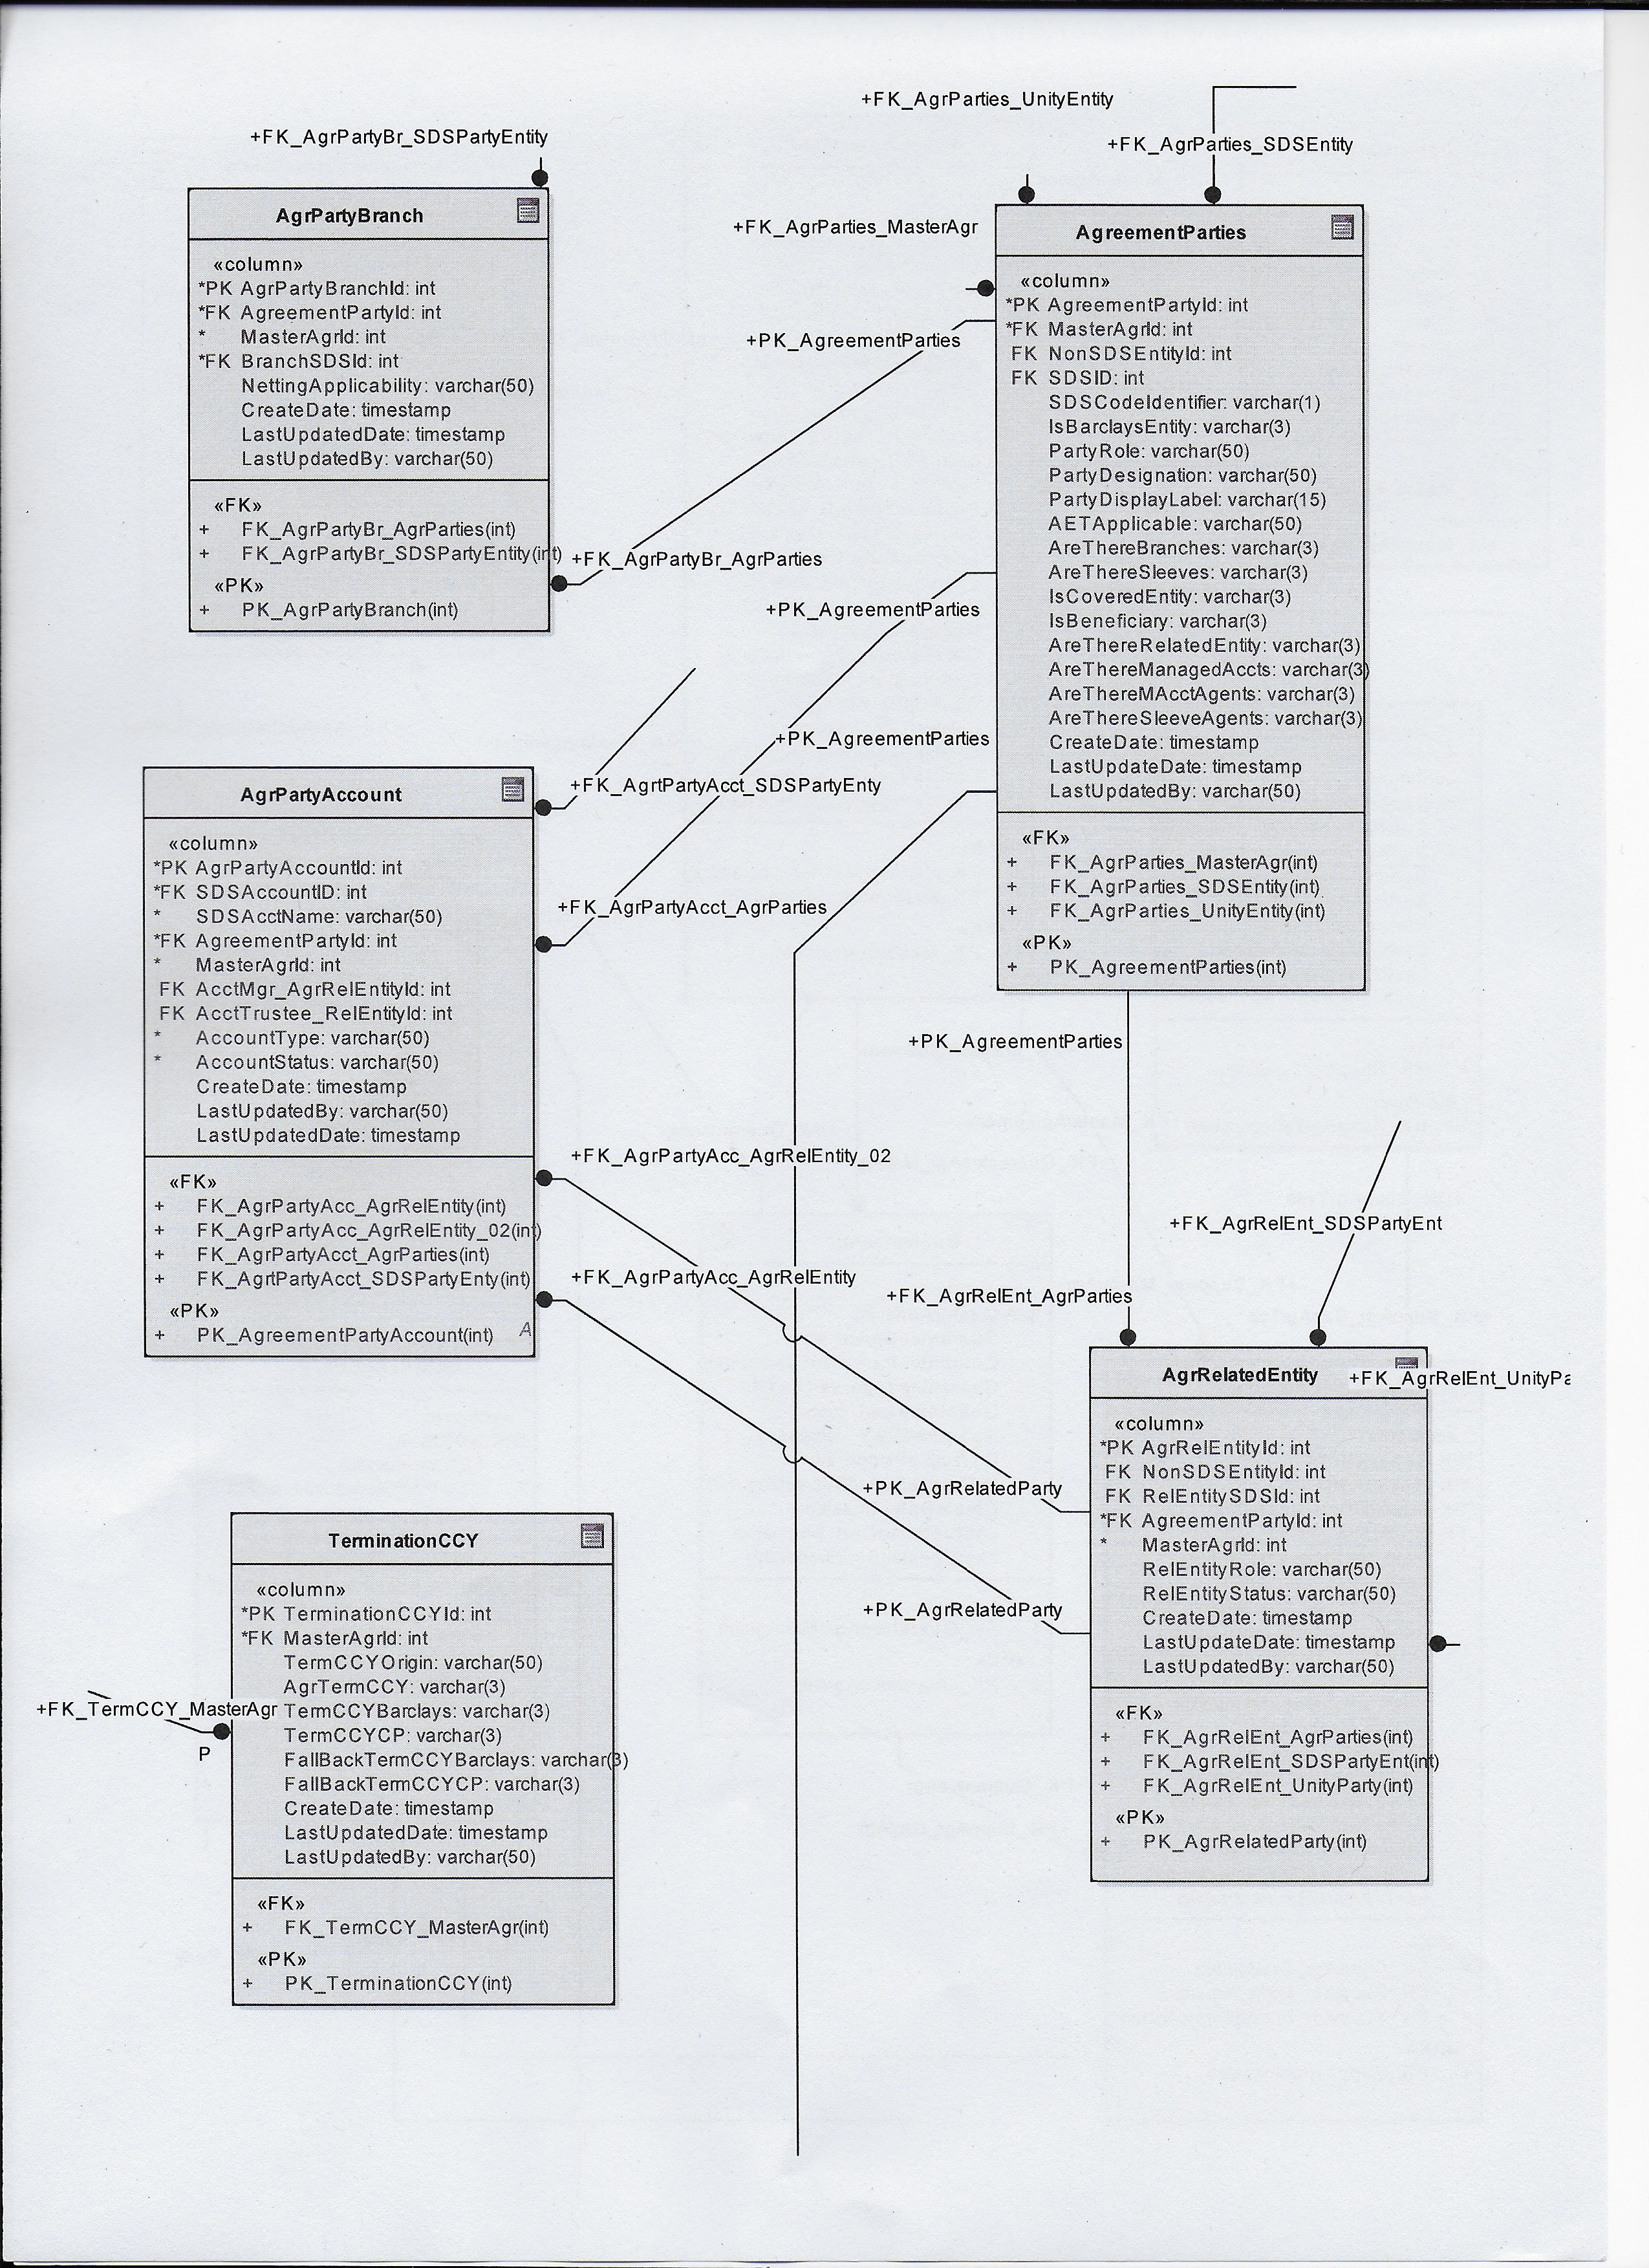 +FK_AgrParties_UnityEntity
+FK_AgrPartyBr_SDSPartyEntity
+FK_AgrParties_SDSEntity
AgrPartyBranch
«column»
*PK AgrPartyBranchId: int
*FK AgreementPartyId: int
* MasterAgrId: int
*FK BranchSDSId: int
NettingApplicability: varchar(50)
CreateDate: timestamp
LastUpdatedDate: timestamp
LastUpdatedBy: varchar(50)
«FK»
+ FK_AgrPartyBr_AgrParties(int)
+ FK_AgrPartyBr_SDSPartyEntity(int)
«PK»
+ PK_AgrPartyBranch(int)
+FK_AgrParties_MasterAgr
+PK_AgreementParties
+FK_AgrPartyBr_AgrParties
+PK_AgreementParties
+PK_AgreementParties
AgreementParties
«column»
*PK AgreementPartyId: int
*FK MasterAgrId: int
FK NonSDSEntityId: int
FK SDSID: int
SDSCodeIdentifier: varchar(1)
IsBarclaysEntity: varchar(3)
PartyRole: varchar(50)
PartyDesignation: varchar(50)
PartyDisplayLabel: varchar(15)
AETApplicable: varchar(50)
AreThereBranches: varchar(3)
AreThereSleeves: varchar(3)
IsCoveredEntity: varchar(3)
IsBeneficiary: varchar(3)
AreThereRelatedEntity: varchar(3)
AreThereManagedAccts: varchar(3)
AreThereMAcctAgents: varchar(3)
AreThereSleeveAgents: varchar(3)
CreateDate: timestamp
LastUpdateDate: timestamp
LastUpdatedBy: varchar(50)
«FK»
+ FK_AgrParties_MasterAgr(int)
+ FK_AgrParties_SDSEntity(int)
+ FK_AgrParties_UnityEntity(int)
«PK»
+ PK_AgreementParties(int)
+FK_AgrtPartyAcct_SDSPartyEnty
AgrPartyAccount
«column»
*PK AgrPartyAccountId: int
*FK SDSAccountID: int
* SDSAcctName: varchar(50)
*FK AgreementPartyId: int
* MasterAgrId: int
FK AcctMgr_AgrRelEntityId: int
FK AcctTrustee_RelEntityId: int
* AccountType: varchar(50)
* AccountStatus: varchar(50)
CreateDate: timestamp
LastUpdatedBy: varchar(50)
LastUpdatedDate: timestamp
«FK»
+ FK_AgrPartyAcc_AgrRelEntity(int)
+ FK_AgrPartyAcc_AgrRelEntity_02(int)
+ FK_AgrPartyAcct_AgrParties(int)
+ FK_AgrtPartyAcct_SDSPartyEnty(int)
«PK»
+ PK_AgreementPartyAccount(int)
A
+FK_AgrPartyAcct_AgrParties
+PK_AgreementParties
+FK_AgrPartyAcc_AgrRelEntity_02
+FK_AgrRelEnt_SDSPartyEnt
+FK_AgrPartyAcc_AgrRelEntity
+FK_AgrRelEnt_AgrParties
+PK_AgrRelatedParty
+PK_AgrRelatedParty
AgrRelatedEntity
+FK_AgrRelEnt_UnityPa
«column»
*PK AgrRelEntityId: int
FK NonSDSEntityId: int
FK RelEntitySDSId: int
*FK AgreementPartyId: int
* MasterAgrId: int
RelEntityRole: varchar(50)
RelEntityStatus: varchar(50)
CreateDate: timestamp
LastUpdateDate: timestamp
LastUpdatedBy: varchar(50)
«FK»
+ FK_AgrRelEnt_AgrParties(int)
+ FK_AgrRelEnt_SDSPartyEnt(int)
+ FK_AgrRelEnt_UnityParty(int)
«PK»
+ PK_AgrRelatedParty(int)
TerminationCCY
«column»
*PK TerminationCCYId: int
*FK MasterAgrId: int
TermCCYOrigin: varchar(50)
AgrTermCCY: varchar(3)
TermCCYBarclays: varchar(3)
TermCCYCP: varchar(3)
FallBackTermCCYBarclays: varchar(3)
FallBackTermCCYCP: varchar(3)
CreateDate: timestamp
LastUpdatedDate: timestamp
LastUpdatedBy: varchar(50)
«FK»
+ FK_TermCCY_MasterAgr(int)
«PK»
+ PK_TerminationCCY(int)
+FK_TermCCY_MasterAgr
P